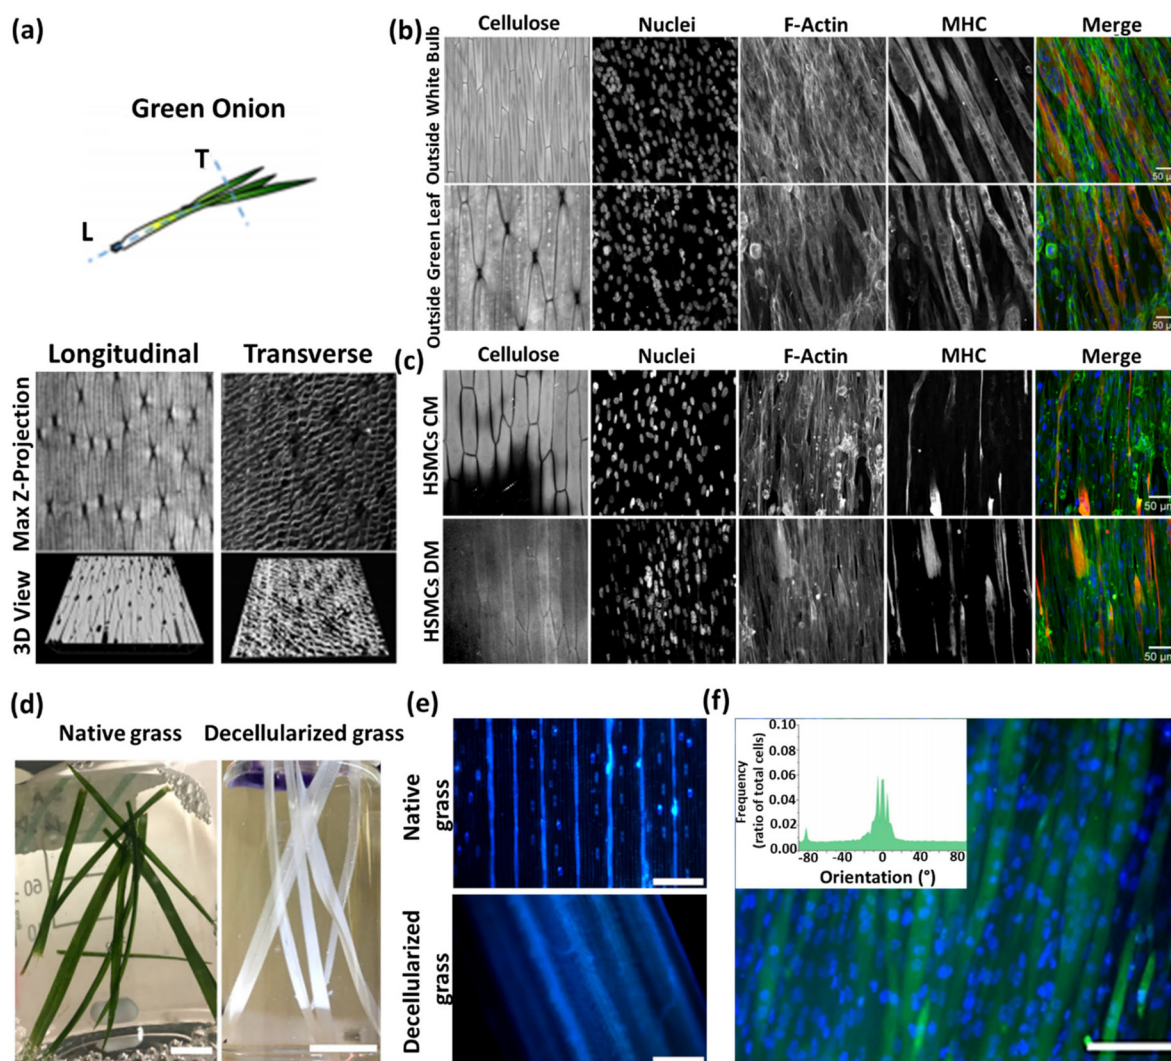 (a)
Green Onion
T
L
Longitudinal
Transverse
Max Z-Projection
3D View
(b)
Cellulose
Nuclei
F-Actin
MHC
Merge
Outside White Bulb
50 µ
Outside Green Leaf
50 µ
(c)
Cellulose
Nuclei
F-Actin
MHC
Merge
HSMCs CM
50 µm
HSMCs DM
50 µm
(d)
Native grass
Decellularized grass
60
(e)
Native
grass
Decellularized
grass
(f)
Frequency
(ratio of total cells)
0.10
0.08
0.06
0.04
0.02
0.00
-80
-40
0
40
80
Orientation (°)